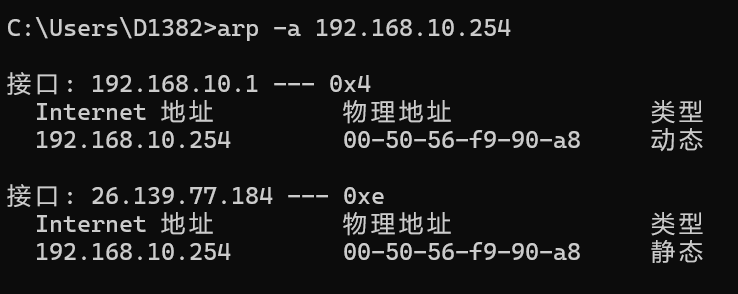 C:\Users\D1382>arp -a 192.168.10.254
接口: 192.168.10.1 --- 0x4
Internet 地址 物理地址 类型
192.168.10.254 00-50-56-f9-90-a8 动态
接口: 26.139.77.184 --- 0xe
Internet 地址 物理地址 类型
192.168.10.254 00-50-56-f9-90-a8 静态